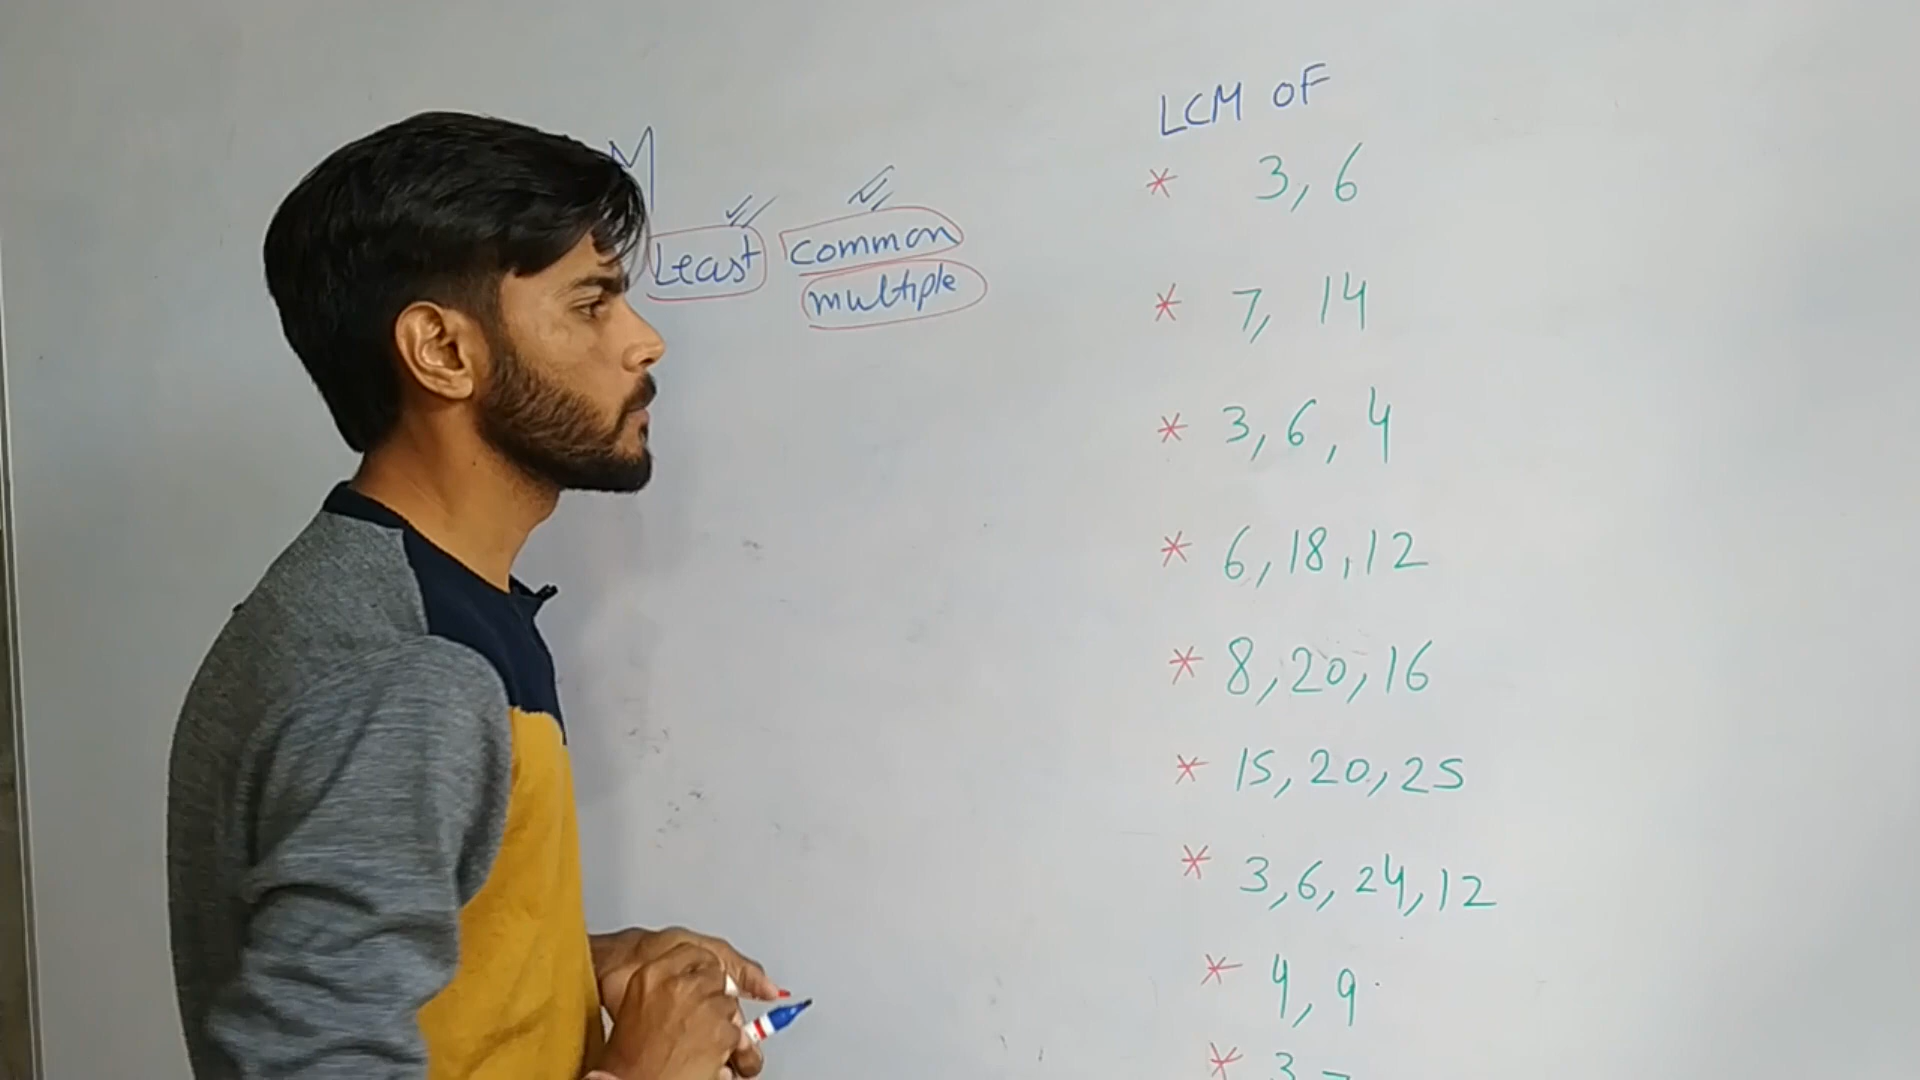 M
Least common
multiple
LCM OF
* 3, 6
* 7, 14
* 3, 6, 4
* 6, 18, 12
* 8, 20, 16
* 15, 20, 25
* 3, 6, 24, 12
* 4, 9
* 3